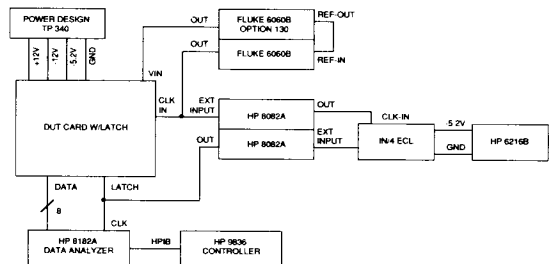 POWER DESIGN
TP 340
+12V
-12V
-5.2V
GND
OUT
FLUKE 6060B
OPTION 130
REF-OUT
OUT
FLUKE 6060B
REF-IN
VIN
CLK
IN
EXT
INPUT
HP 8082A
OUT
DUT CARD W/LATCH
OUT
HP 8082A
EXT
INPUT
CLK-IN
IN/4 ECL
-5.2V
GND
HP 6216B
DATA
LATCH
8
CLK
HP 8182A
DATA ANALYZER
HPIB
HP 9836
CONTROLLER